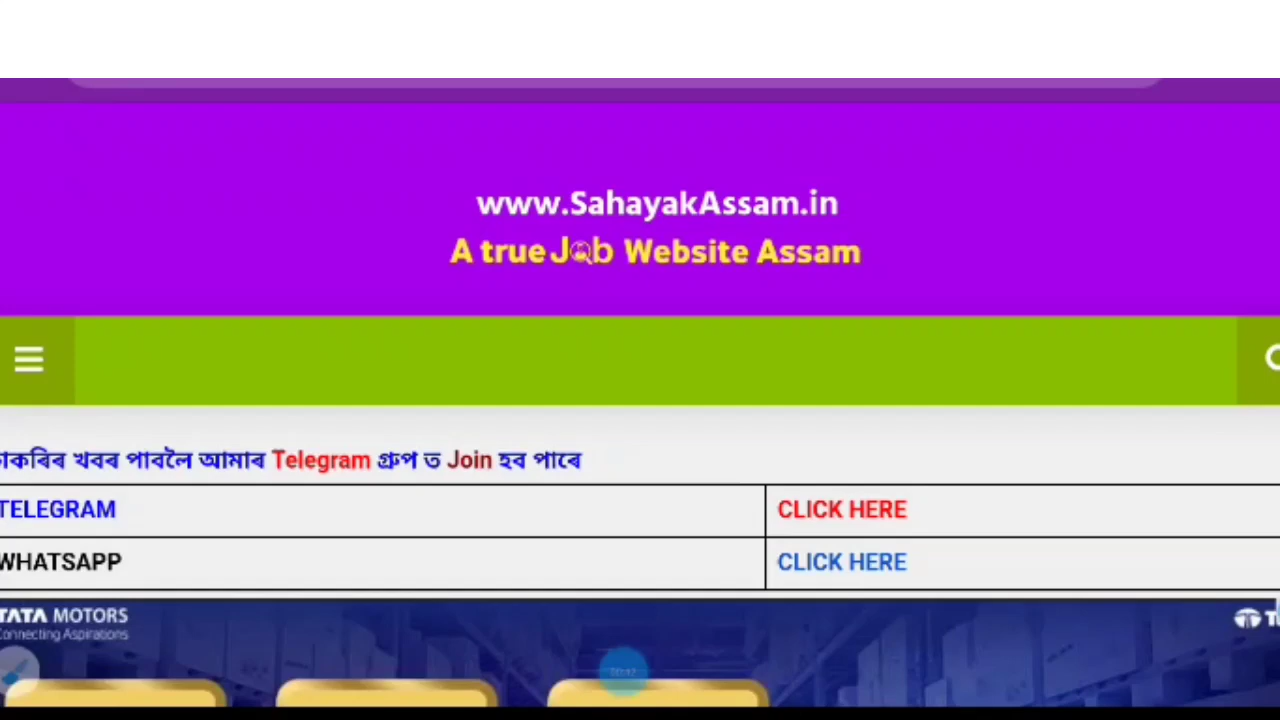 www.SahayakAssam.in
A true Job Website Assam
চাকৰিৰ খবৰ পাবলৈ আমাৰ Telegram গ্ৰুপ ত Join হব পাৰে
TELEGRAM
CLICK HERE
WHATSAPP
CLICK HERE
TATA MOTORS
Connecting Aspirations